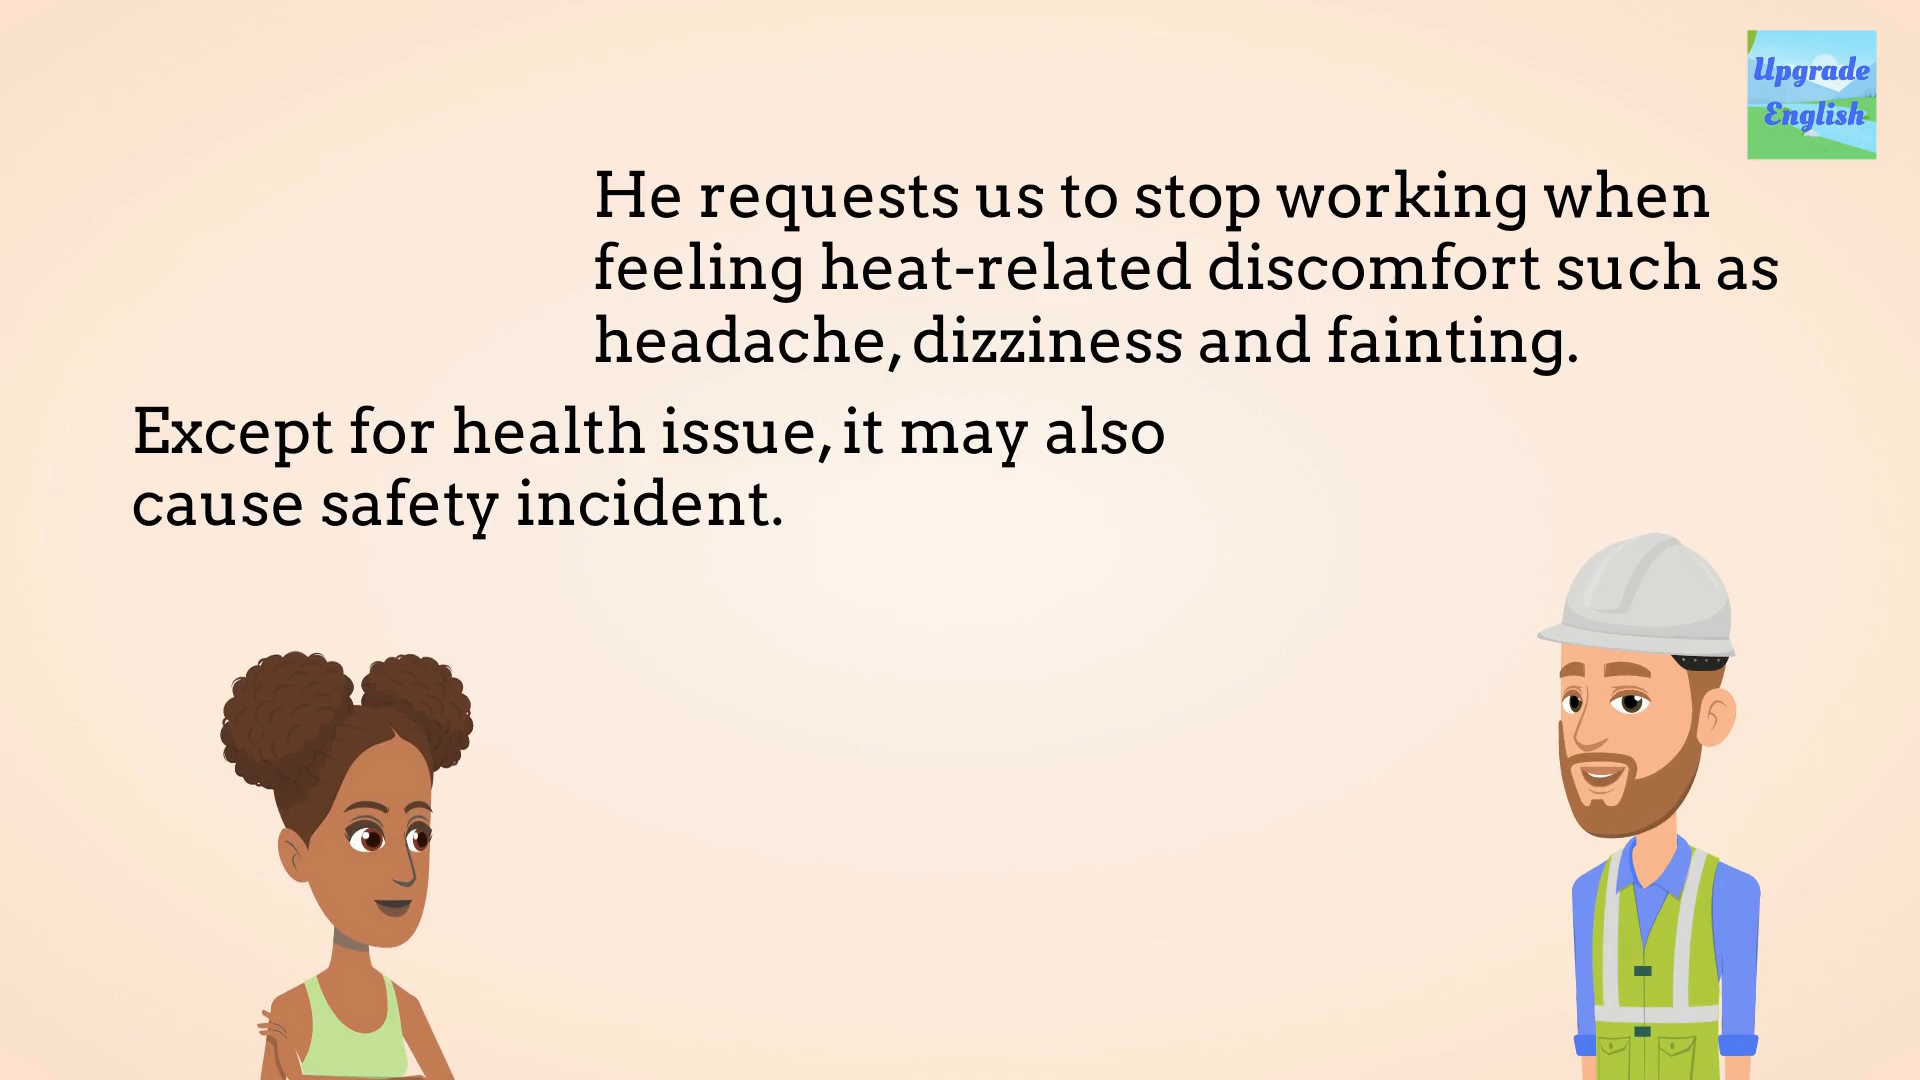 Upgrade
English
He requests us to stop working when
feeling heat-related discomfort such as
headache, dizziness and fainting.
Except for health issue, it may also
cause safety incident.